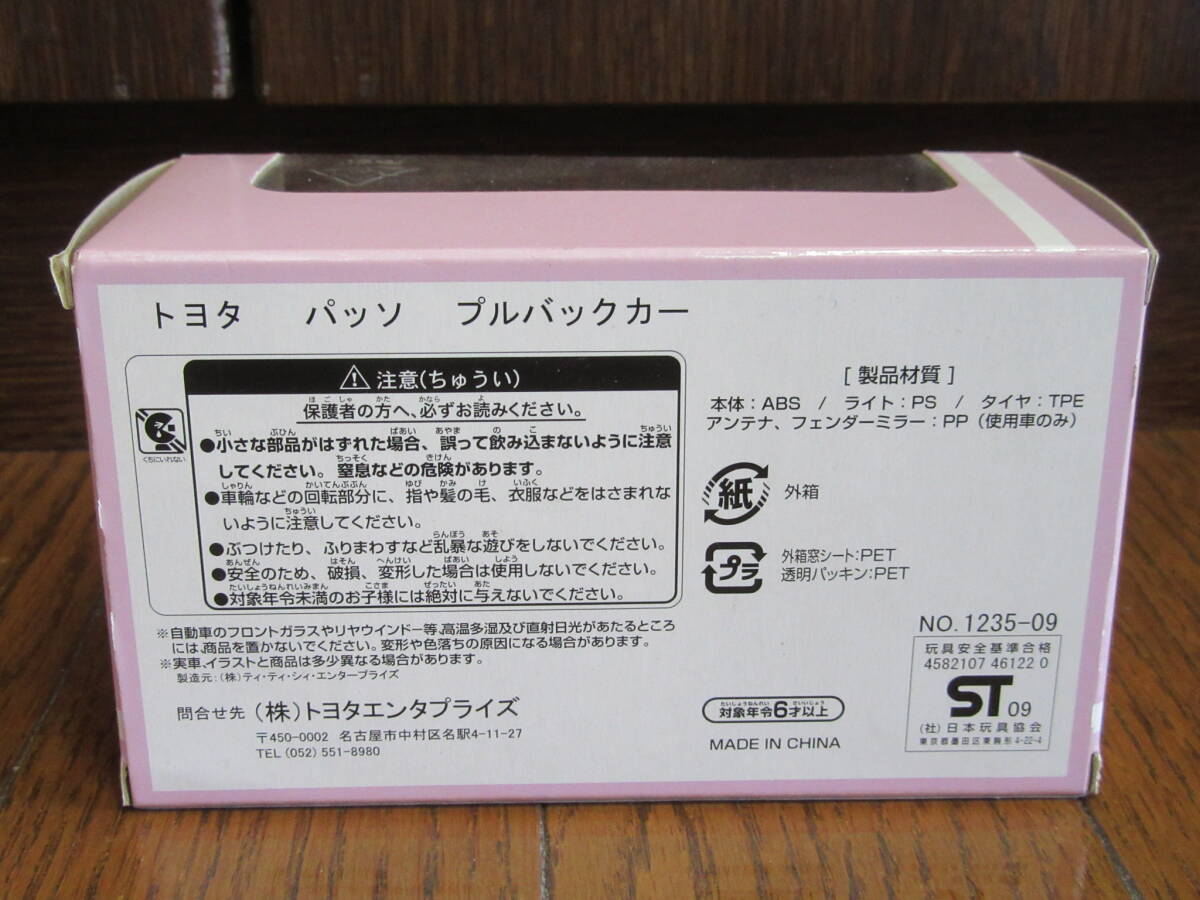 トヨタ　パッソ　プルバックカー
くちにいれない
注意(ちゅうい)
保護者の方へ、必ずお読みください。
●小さな部品がはずれた場合、誤って飲み込まないように注意
してください。窒息などの危険があります。
●車輪などの回転部分に、指や髪の毛、衣服などをはさまれな
いように注意してください。
●ぶつけたり、ふりまわすなど乱暴な遊びをしないでください。
●安全のため、破損、変形した場合は使用しないでください。
●対象年令未満のお子様には絶対に与えないでください。
※自動車のフロントガラスやリヤウインドー等、高温多湿及び直射日光があたるところ
には、商品を置かないでください。変形や色落ちの原因になる場合があります。
※実車、イラストと商品は多少異なる場合があります。
製造元：(株)ティ・ティ・シィ・エンタープライズ
問合せ先 (株)トヨタエンタプライズ
〒450-0002 名古屋市中村区名駅4-11-27
TEL (052) 551-8980
[ 製品材質 ]
本体：ABS / ライト：PS / タイヤ：TPE
アンテナ、フェンダーミラー：PP（使用車のみ）
紙 外箱
プラ 外箱窓シート：PET
透明パッキン：PET
対象年令6才以上
MADE IN CHINA
NO. 1235-09
玩具安全基準合格
4582107 46122 0
ST 09
(社)日本玩具協会
東京都墨田区東駒形4-22-4